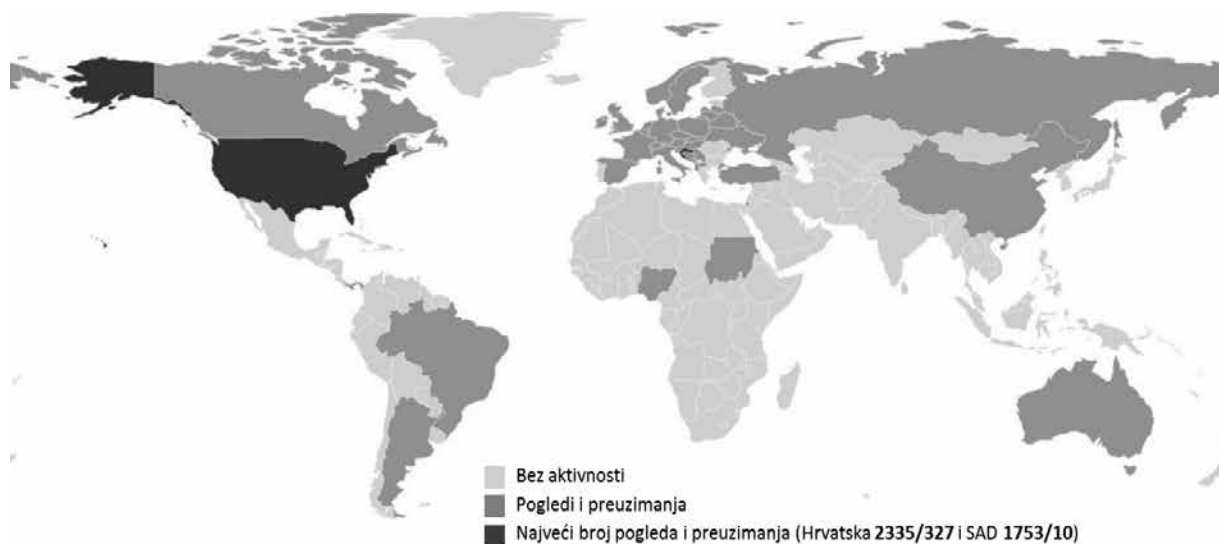 Bez aktivnosti
Pogledi i preuzimanja
Najveći broj pogleda i preuzimanja (Hrvatska 2335/327 i SAD 1753/10)